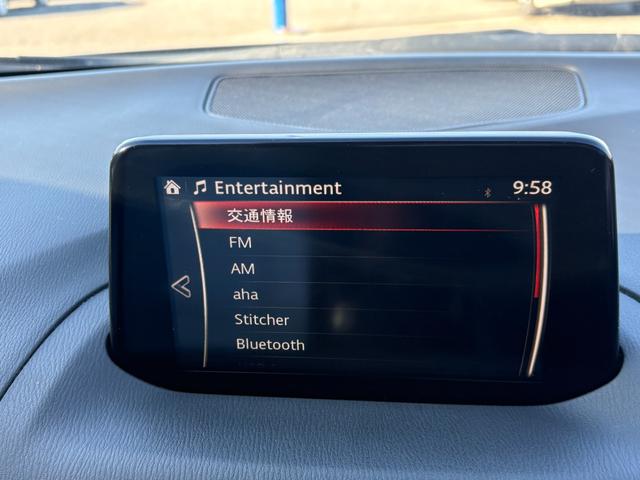 Entertainment 9:58
交通情報
FM
AM
aha
Stitcher
Bluetooth